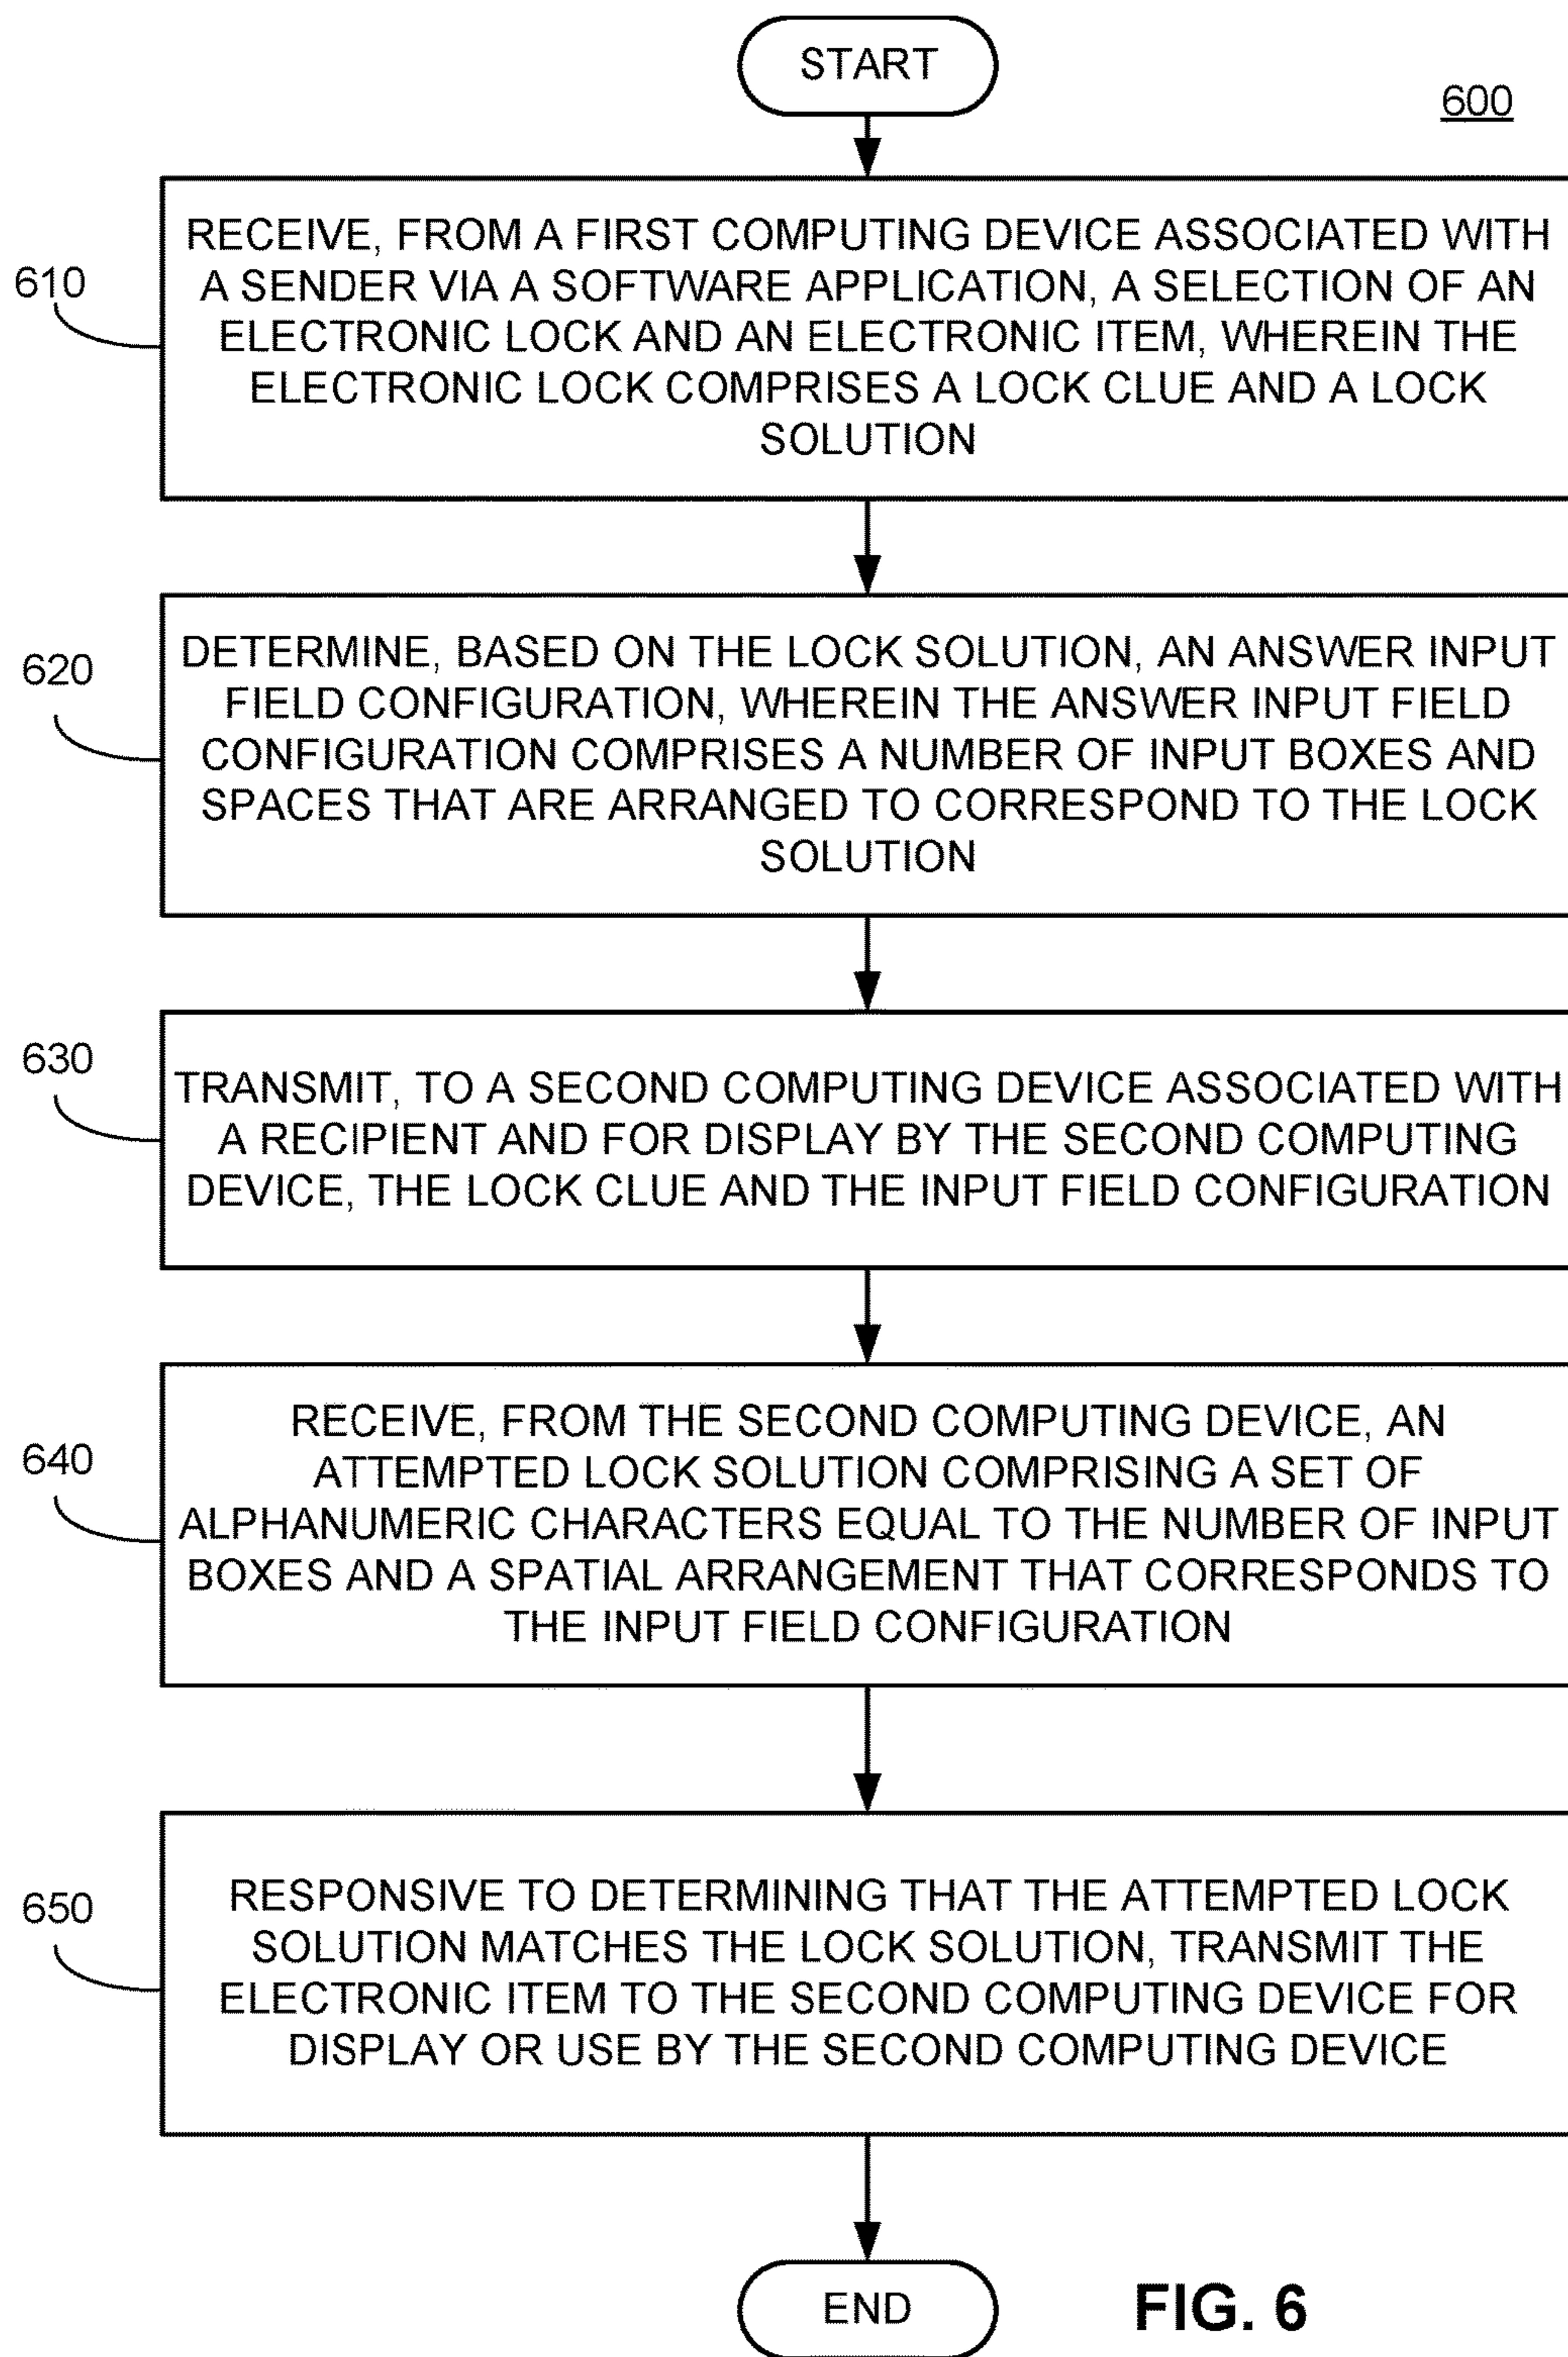 START
600
610
RECEIVE, FROM A FIRST COMPUTING DEVICE ASSOCIATED WITH
A SENDER VIA A SOFTWARE APPLICATION, A SELECTION OF AN
ELECTRONIC LOCK AND AN ELECTRONIC ITEM, WHEREIN THE
ELECTRONIC LOCK COMPRISES A LOCK CLUE AND A LOCK
SOLUTION
620
DETERMINE, BASED ON THE LOCK SOLUTION, AN ANSWER INPUT
FIELD CONFIGURATION, WHEREIN THE ANSWER INPUT FIELD
CONFIGURATION COMPRISES A NUMBER OF INPUT BOXES AND
SPACES THAT ARE ARRANGED TO CORRESPOND TO THE LOCK
SOLUTION
630
TRANSMIT, TO A SECOND COMPUTING DEVICE ASSOCIATED WITH
A RECIPIENT AND FOR DISPLAY BY THE SECOND COMPUTING
DEVICE, THE LOCK CLUE AND THE INPUT FIELD CONFIGURATION
640
RECEIVE, FROM THE SECOND COMPUTING DEVICE, AN
ATTEMPTED LOCK SOLUTION COMPRISING A SET OF
ALPHANUMERIC CHARACTERS EQUAL TO THE NUMBER OF INPUT
BOXES AND A SPATIAL ARRANGEMENT THAT CORRESPONDS TO
THE INPUT FIELD CONFIGURATION
650
RESPONSIVE TO DETERMINING THAT THE ATTEMPTED LOCK
SOLUTION MATCHES THE LOCK SOLUTION, TRANSMIT THE
ELECTRONIC ITEM TO THE SECOND COMPUTING DEVICE FOR
DISPLAY OR USE BY THE SECOND COMPUTING DEVICE
END
FIG. 6